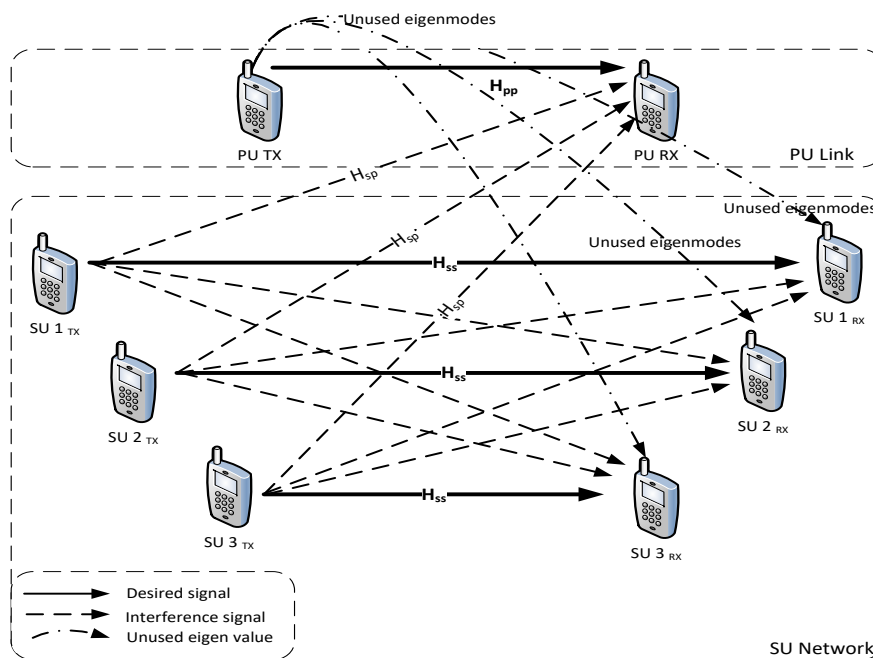 Unused eigenmodes
H_pp
PU TX
PU RX
PU Link
H_sp
Unused eigenmodes
H_sp
Unused eigenmodes
H_ss
SU 1 TX
H_sp
SU 1 RX
H_ss
SU 2 TX
SU 2 RX
H_ss
SU 3 TX
SU 3 RX
Desired signal
Interference signal
Unused eigen value
SU Network